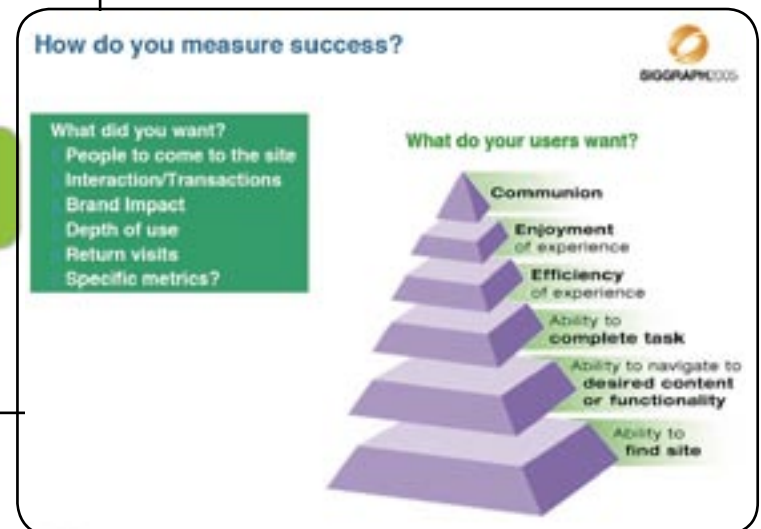 How do you measure success?
SIGGRAPH2005
What did you want?
People to come to the site
Interaction/Transactions
Brand Impact
Depth of use
Return visits
Specific metrics?
What do your users want?
Communion
Enjoyment
of experience
Efficiency
of experience
Ability to
complete task
Ability to navigate to
desired content
or functionality
Ability to
find site